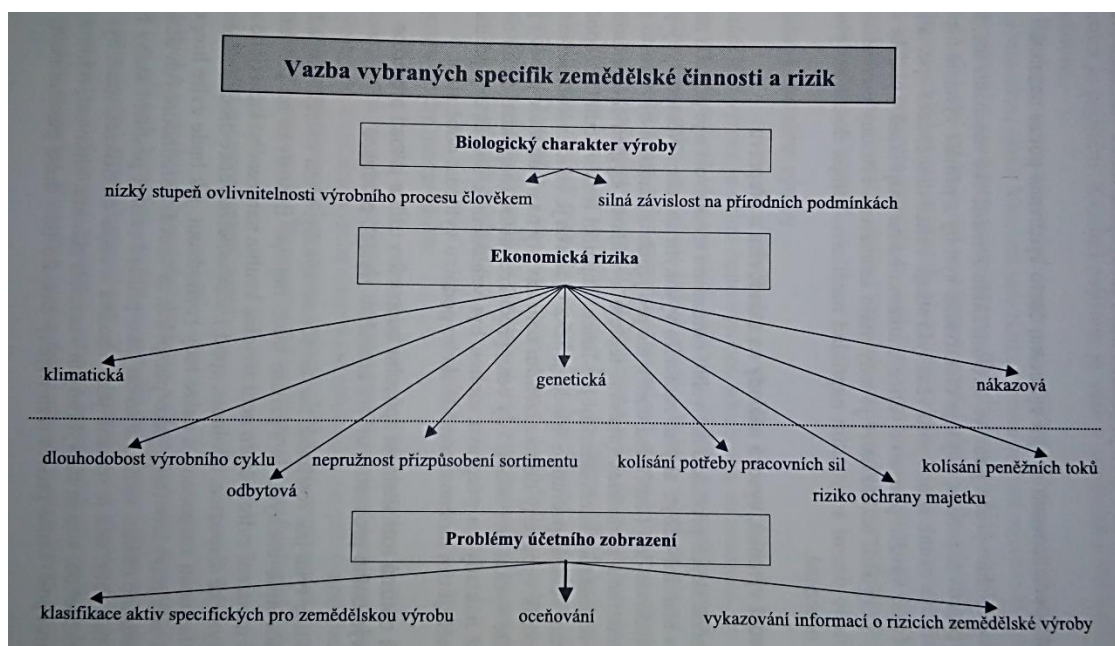 Vazba vybraných specifik zemědělské činnosti a rizik
Biologický charakter výroby
nízký stupeň ovlivnitelnosti výrobního procesu člověkem
silná závislost na přírodních podmínkách
Ekonomická rizika
klimatická
genetická
nákazová
dlouhodobost výrobního cyklu
nepružnost přizpůsobení sortimentu
kolísání potřeby pracovních sil
kolísání peněžních toků
odbytová
riziko ochrany majetku
Problémy účetního zobrazení
klasifikace aktiv specifických pro zemědělskou výrobu
oceňování
vykazování informací o rizicích zemědělské výroby